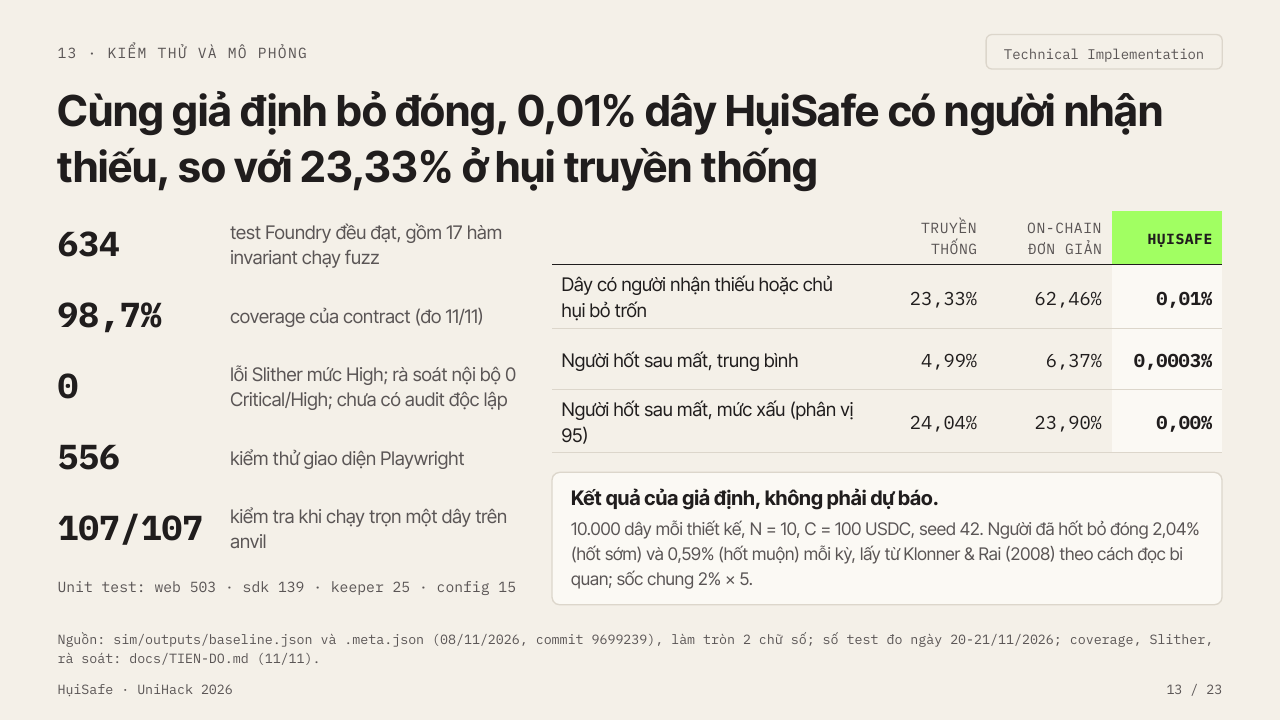 13 · KIỂM THỬ VÀ MÔ PHỎNG
Technical Implementation
Cùng giả định bỏ đóng, 0,01% dây HụiSafe có người nhận
thiếu, so với 23,33% ở hụi truyền thống
634
test Foundry đều đạt, gồm 17 hàm
invariant chạy fuzz
98,7%
coverage của contract (đo 11/11)
0
lỗi Slither mức High; rà soát nội bộ 0
Critical/High; chưa có audit độc lập
556
kiểm thử giao diện Playwright
107/107
kiểm tra khi chạy trọn một dây trên
anvil
Unit test: web 503 · sdk 139 · keeper 25 · config 15
TRUYỀN
THỐNG
ON-CHAIN
ĐƠN GIẢN
HỤISAFE
Dây có người nhận thiếu hoặc chủ
hụi bỏ trốn
23,33%
62,46%
0,01%
Người hốt sau mất, trung bình
4,99%
6,37%
0,0003%
Người hốt sau mất, mức xấu (phân vị
95)
24,04%
23,90%
0,00%
Kết quả của giả định, không phải dự báo.
10.000 dây mỗi thiết kế, N = 10, C = 100 USDC, seed 42. Người đã hốt bỏ đóng 2,04%
(hốt sớm) và 0,59% (hốt muộn) mỗi kỳ, lấy từ Klonner & Rai (2008) theo cách đọc bi
quan; sốc chung 2% × 5.
Nguồn: sim/outputs/baseline.json và .meta.json (08/11/2026, commit 9699239), làm tròn 2 chữ số; số test đo ngày 20-21/11/2026; coverage, Slither,
rà soát: docs/TIEN-DO.md (11/11).
HụiSafe · UniHack 2026
13 / 23